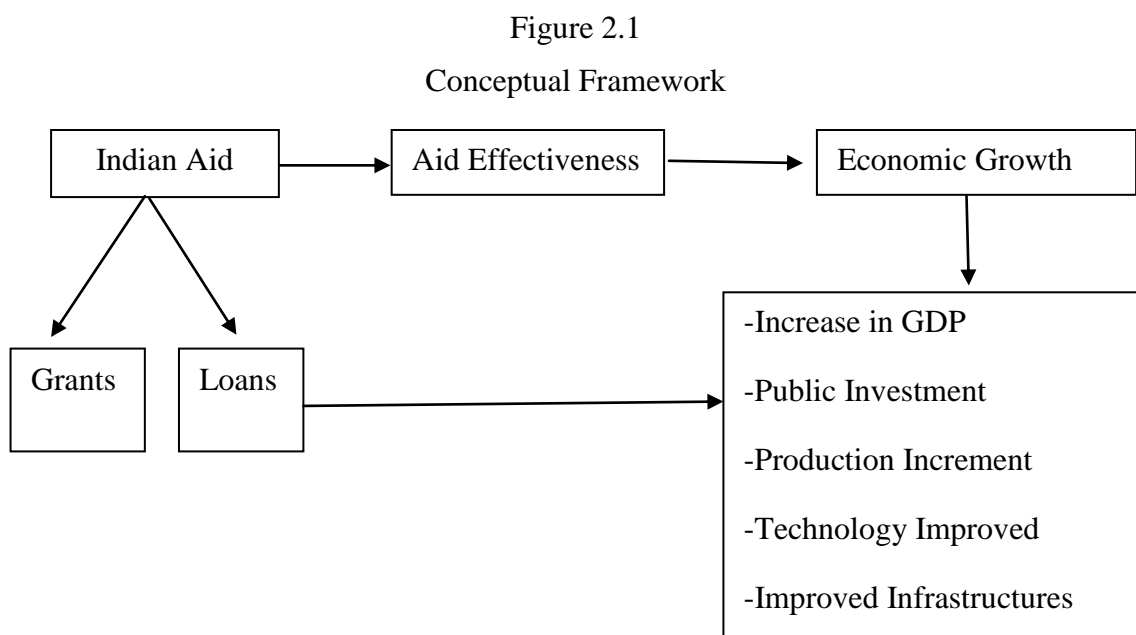 Figure 2.1
Conceptual Framework
Indian Aid
Aid Effectiveness
Economic Growth
Grants
Loans
-Increase in GDP
-Public Investment
-Production Increment
-Technology Improved
-Improved Infrastructures